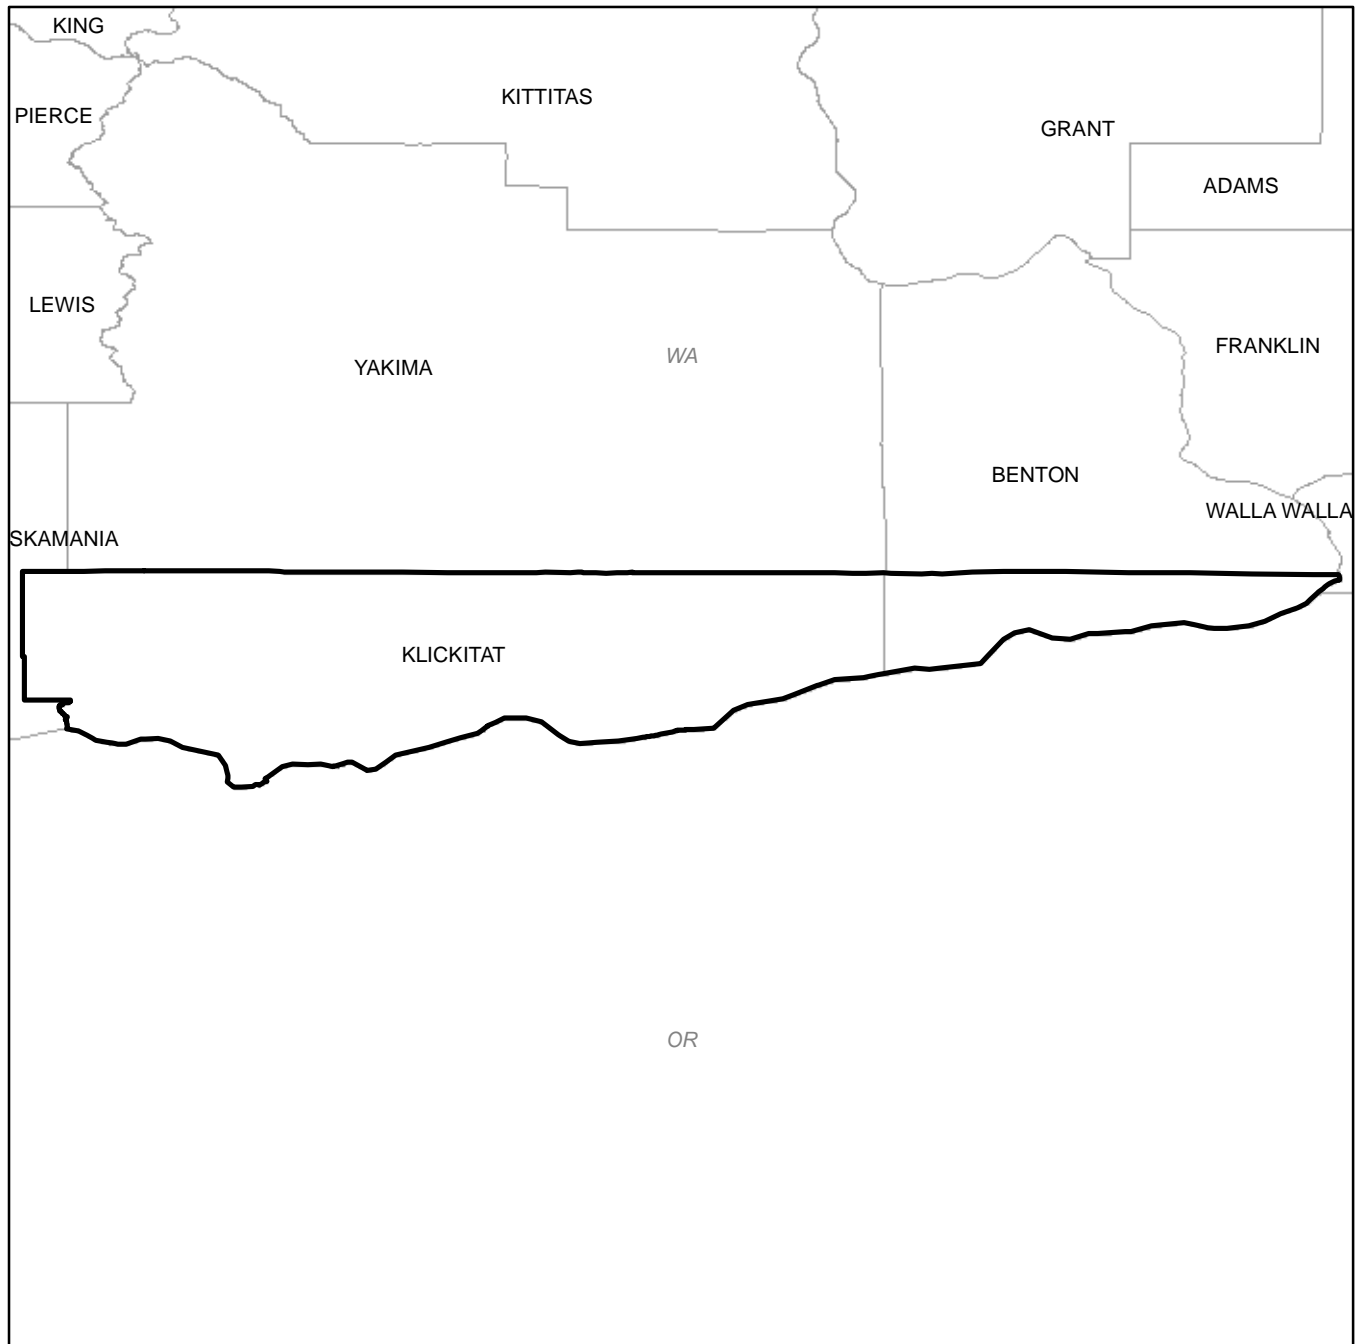 KING
KITTITAS
PIERCE
GRANT
ADAMS
LEWIS
FRANKLIN
WA
YAKIMA
BENTON
WALLA WALLA
SKAMANIA
KLICKITAT
OR